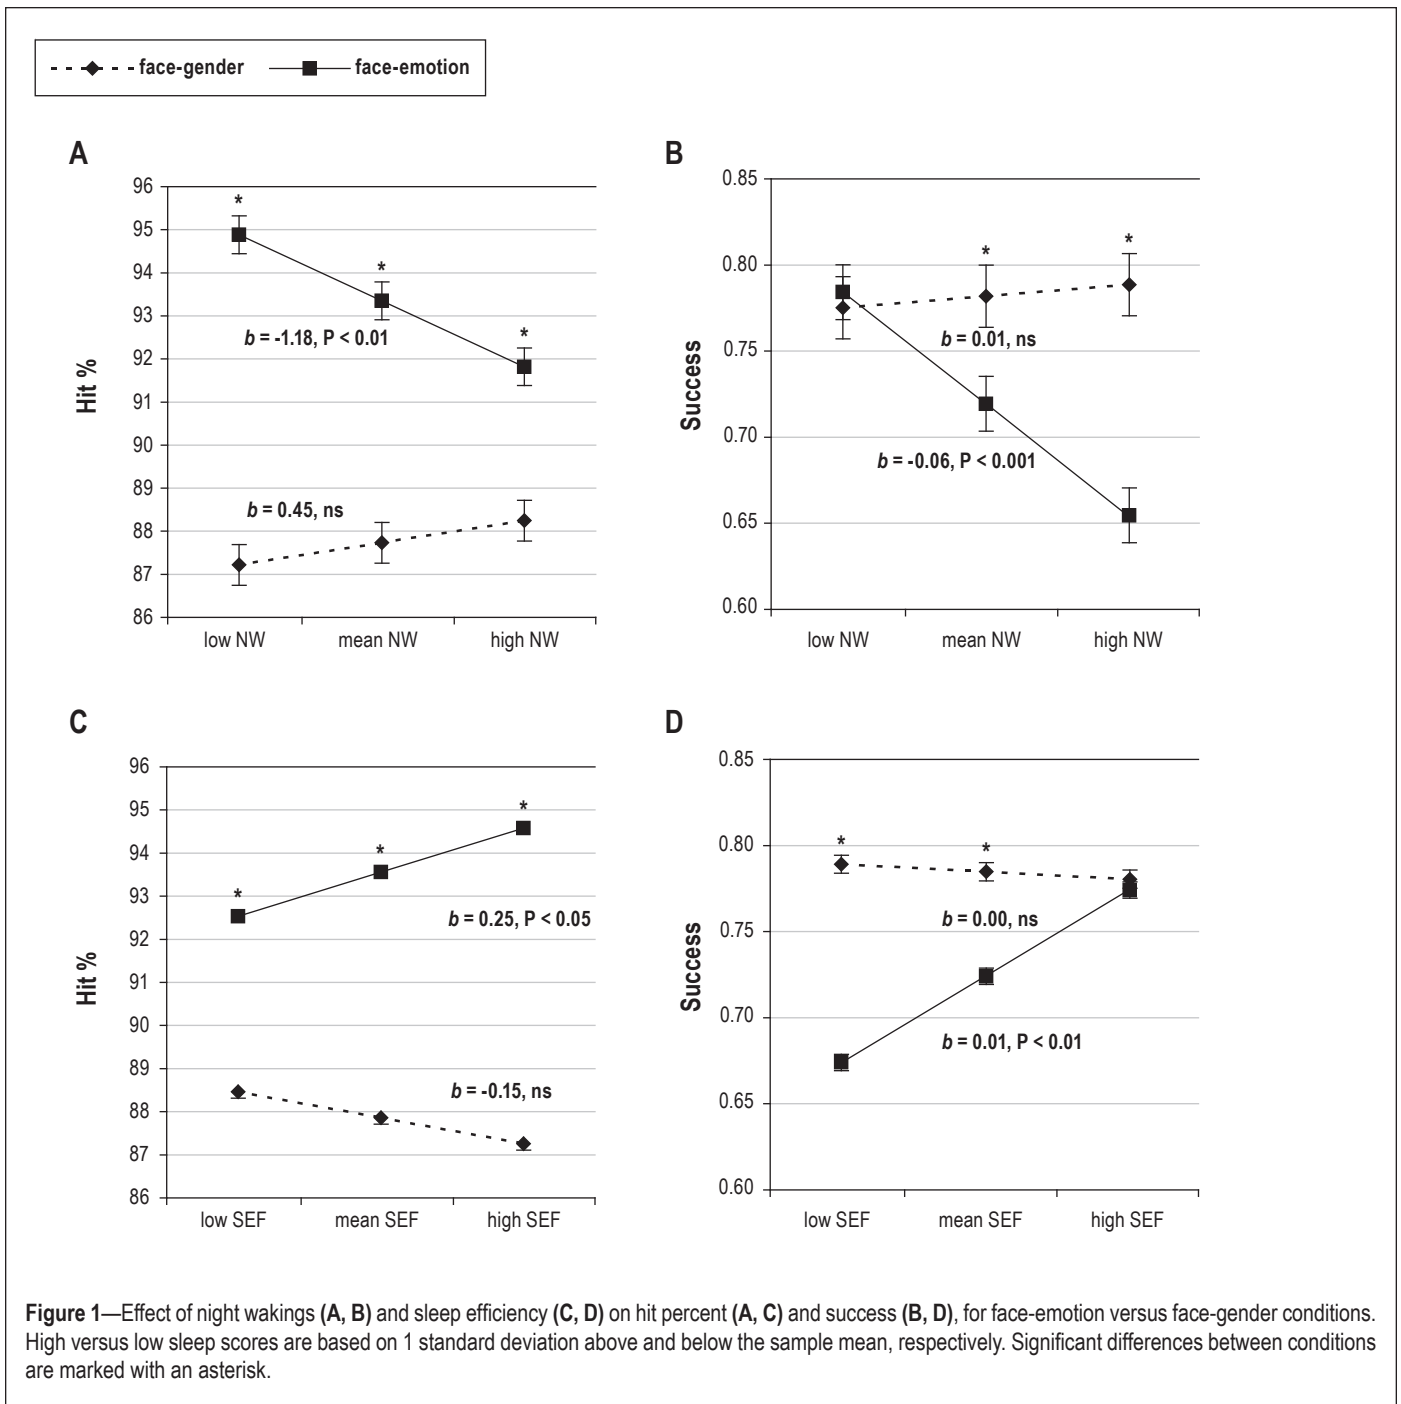 face-gender face-emotion
A
Hit %
96
95
94
93
92
91
90
89
88
87
86
*
*
*
b = -1.18, P < 0.01
b = 0.45, ns
low NW mean NW high NW
B
Success
0.85
0.80
0.75
0.70
0.65
0.60
*
*
b = 0.01, ns
b = -0.06, P < 0.001
low NW mean NW high NW
C
Hit %
96
95
94
93
92
91
90
89
88
87
86
*
*
*
b = 0.25, P < 0.05
b = -0.15, ns
low SEF mean SEF high SEF
D
Success
0.85
0.80
0.75
0.70
0.65
0.60
*
*
b = 0.00, ns
b = 0.01, P < 0.01
low SEF mean SEF high SEF
Figure 1—Effect of night wakings (A, B) and sleep efficiency (C, D) on hit percent (A, C) and success (B, D), for face-emotion versus face-gender conditions.
High versus low sleep scores are based on 1 standard deviation above and below the sample mean, respectively. Significant differences between conditions
are marked with an asterisk.